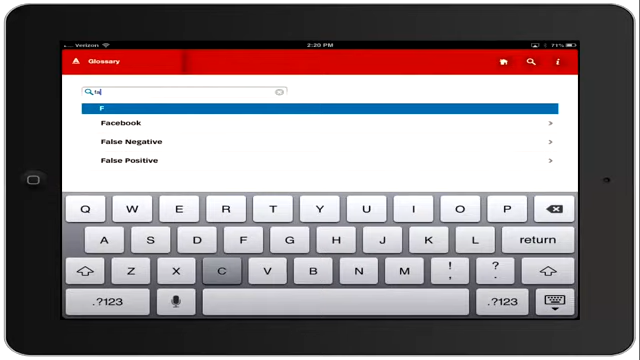 Verizon 2:20 PM 71%
Glossary
fa
F
Facebook
False Negative
False Positive
Q W E R T Y U I O P
A S D F G H J K L return
Z X C V B N M ! , ? .
.?123 .?123